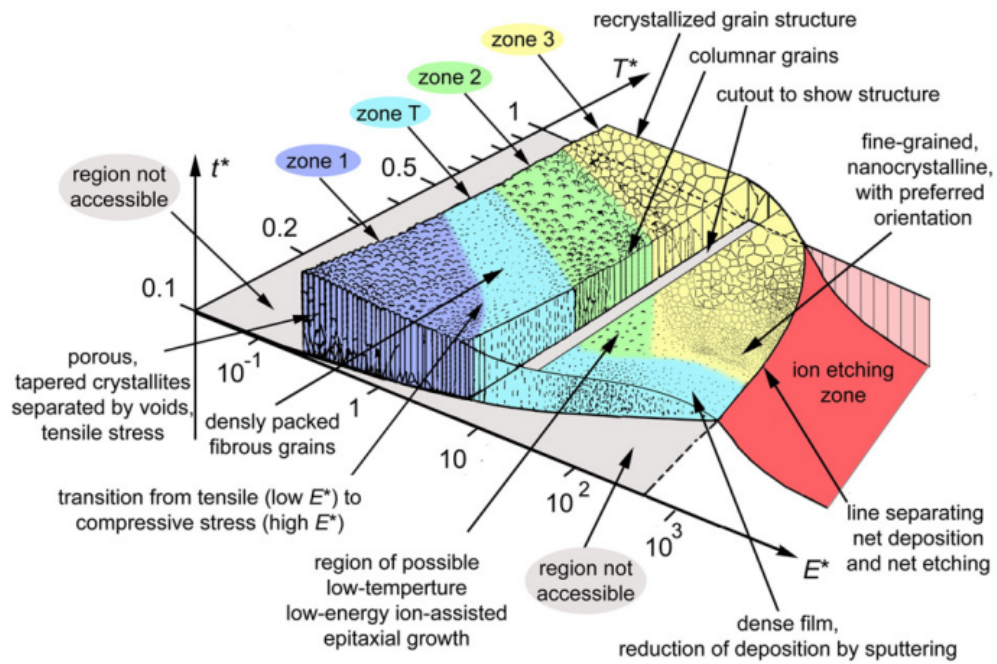 recrystallized grain structure
zone 3
columnar grains
T*
zone 2
cutout to show structure
zone T
1
fine-grained,
nanocrystalline,
with preferred
orientation
zone 1
0.5
t*
region not
accessible
0.2
0.1
10-1
porous,
tapered crystallites
separated by voids,
tensile stress
1
ion etching
zone
densly packed
fibrous grains
10
transition from tensile (low E*) to
compressive stress (high E*)
10²
10³
line separating
net deposition
and net etching
E*
region of possible
low-temperture
low-energy ion-assisted
epitaxial growth
region not
accessible
dense film,
reduction of deposition by sputtering